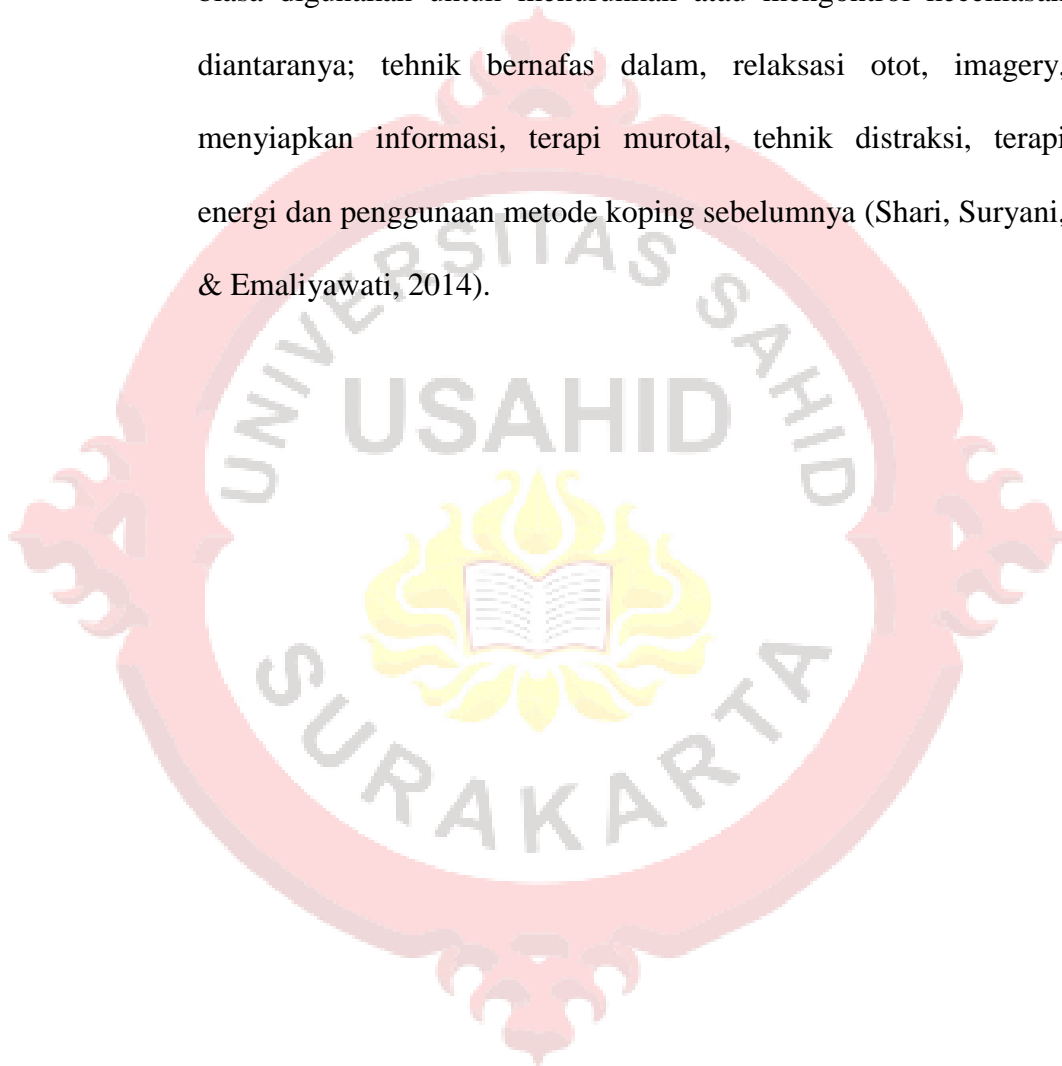 diantaranya; tehnik bernafas dalam, relaksasi otot, imagery,
menyiapkan informasi, terapi murotal, tehnik distraksi, terapi
energi dan penggunaan metode koping sebelumnya (Shari, Suryani,
& Emaliyawati, 2014).
UNIVERSITAS SAHID
USAHID
SURAKARTA